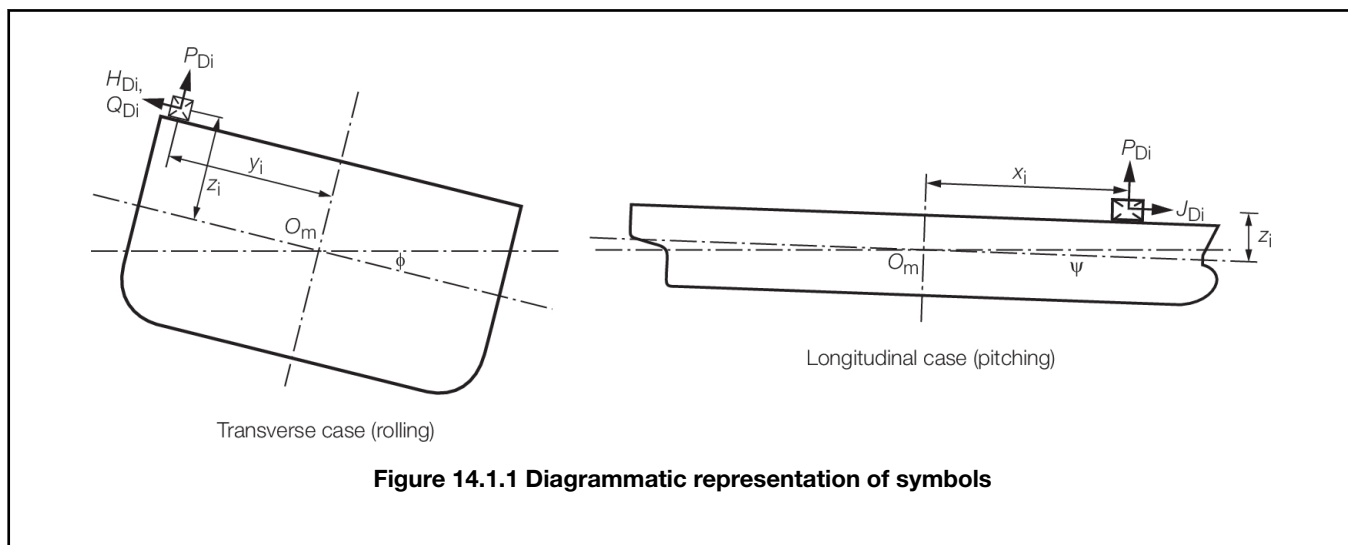 P_Di
H_Di,
Q_Di
y_i
z_i
O_m
ϕ
Transverse case (rolling)
P_Di
x_i
J_Di
z_i
O_m
ψ
Longitudinal case (pitching)
Figure 14.1.1 Diagrammatic representation of symbols